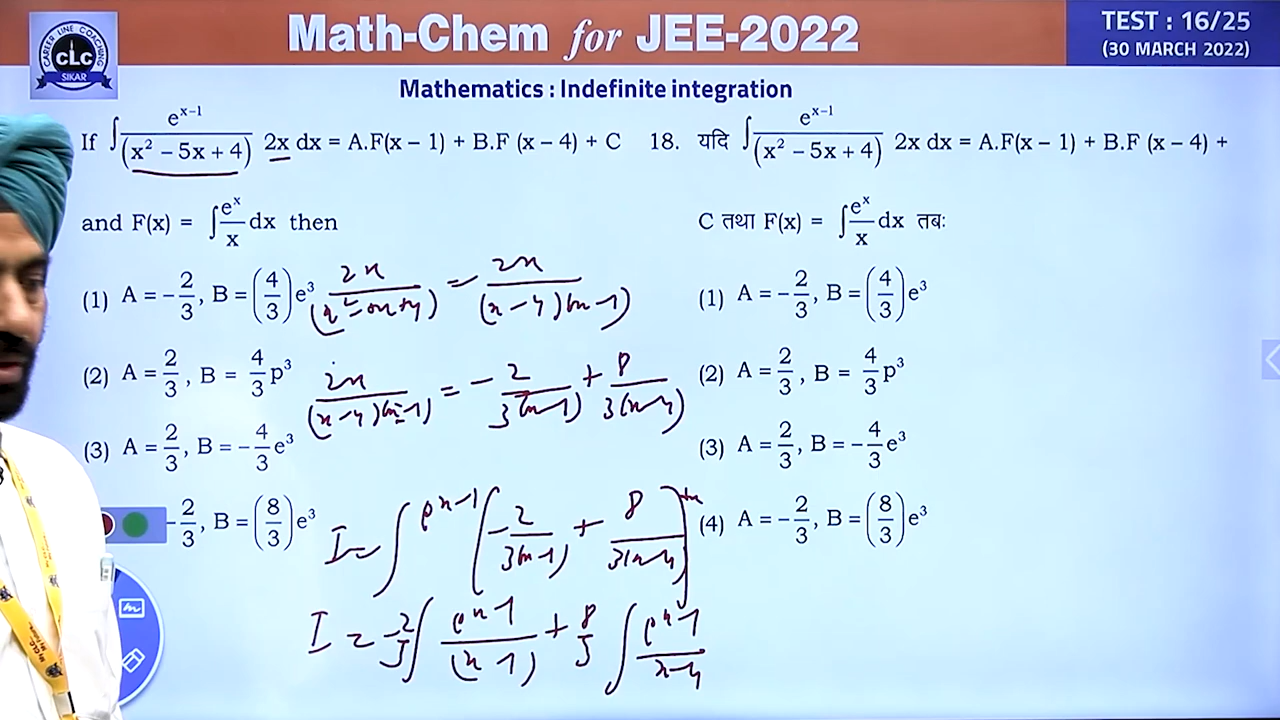 CAREER LINE COACHING
CLC
SIKAR
Math-Chem for JEE-2022
TEST : 16/25
(30 MARCH 2022)
Mathematics : Indefinite integration
If ∫ e^(x−1)/(x² − 5x + 4) 2x dx = A.F(x − 1) + B.F (x − 4) + C
and F(x) = ∫ e^x/x dx then
(1) A = −2/3, B = (4/3) e³
(2) A = 2/3, B = 4/3 p³
(3) A = 2/3, B = −4/3 e³
−2/3, B = (8/3) e³
18. यदि ∫ e^(x−1)/(x² − 5x + 4) 2x dx = A.F(x − 1) + B.F (x − 4) +
C तथा F(x) = ∫ e^x/x dx तबः
(1) A = −2/3, B = (4/3) e³
(2) A = 2/3, B = 4/3 p³
(3) A = 2/3, B = −4/3 e³
(4) A = −2/3, B = (8/3) e³
2x/(x² − 5x + 4) = 2x/((x − 4)(x − 1))
2x/((x − 4)(x − 1)) = −2/(3(x − 1)) + 8/(3(x − 4))
I = ∫ e^(x−1) (−2/(3(x − 1)) + 8/(3(x − 4))) dx
I = −2/3 ∫ e^(x−1)/(x − 1) + 8/3 ∫ e^(x−1)/(x − 4)